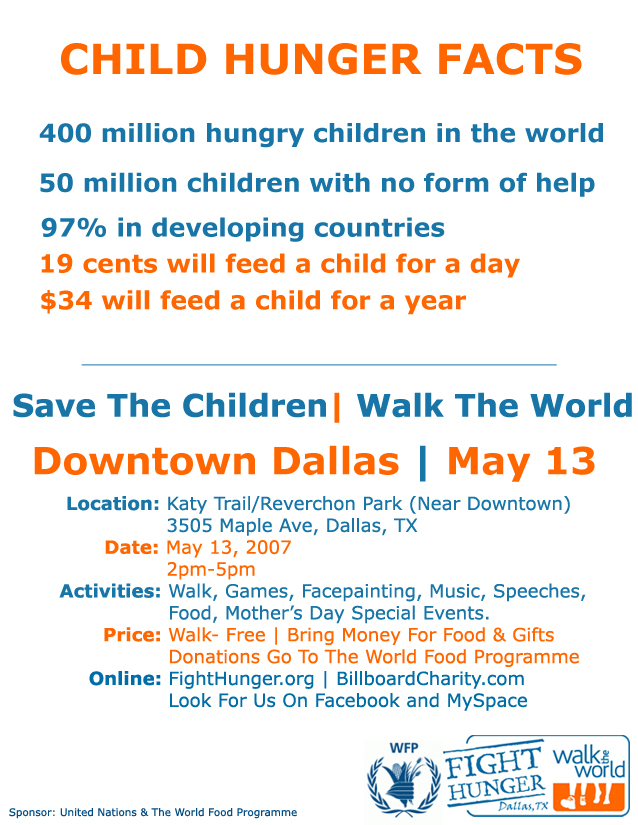 CHILD HUNGER FACTS
400 million hungry children in the world
50 million children with no form of help
97% in developing countries
19 cents will feed a child for a day
$34 will feed a child for a year
Save The Children| Walk The World
Downtown Dallas | May 13
Location: Katy Trail/Reverchon Park (Near Downtown)
3505 Maple Ave, Dallas, TX
Date: May 13, 2007
2pm-5pm
Activities: Walk, Games, Facepainting, Music, Speeches,
Food, Mother's Day Special Events.
Price: Walk- Free | Bring Money For Food & Gifts
Donations Go To The World Food Programme
Online: FightHunger.org | BillboardCharity.com
Look For Us On Facebook and MySpace
WFP
FIGHT
HUNGER
Dallas,TX
walk the
world
Sponsor: United Nations & The World Food Programme